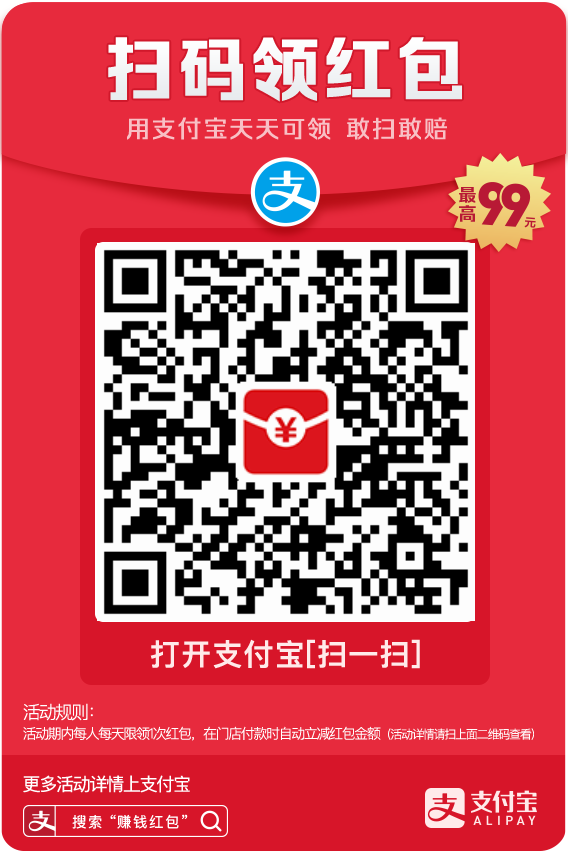 扫码领红包
用支付宝天天可领 敢扫敢赔
支
最高99元
¥
打开支付宝[扫一扫]
活动规则：
活动期内每人每天限领1次红包，在门店付款时自动立减红包金额（活动详情请扫上面二维码查看）
更多活动详情上支付宝
支 搜索“赚钱红包”
支 支付宝
ALIPAY